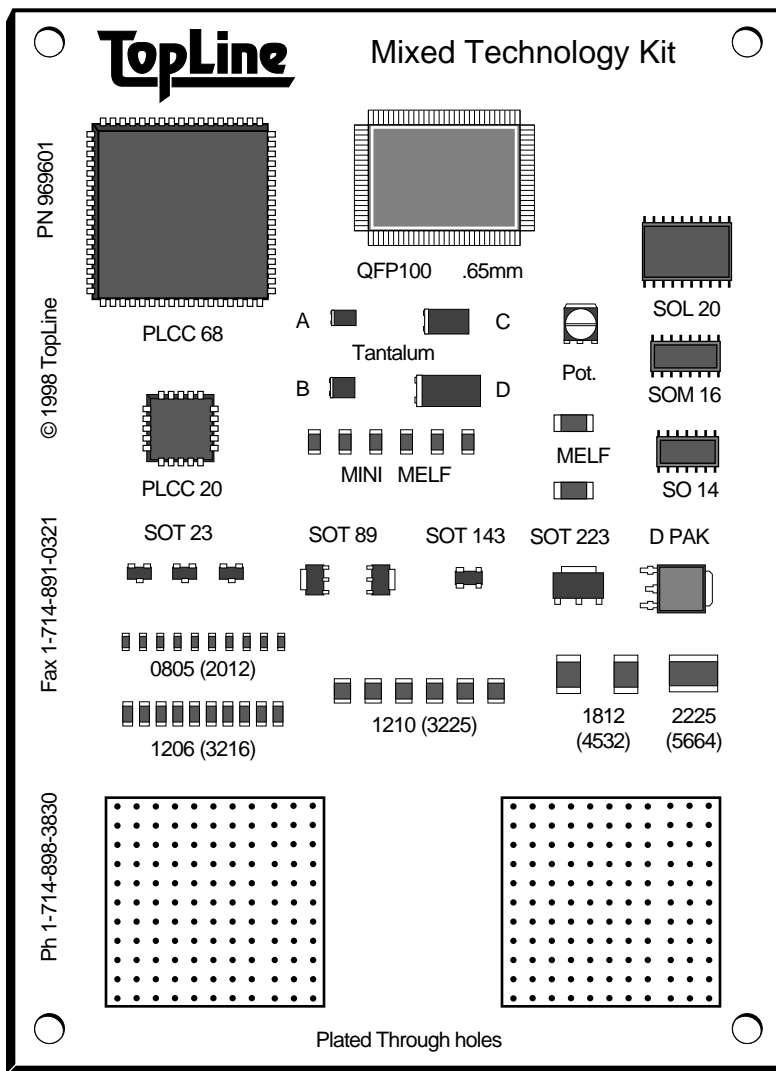 TopLine
Mixed Technology Kit
PN 969601
© 1998 TopLine
Fax 1-714-891-0321
Ph 1-714-898-3830
PLCC 68
QFP100 .65mm
SOL 20
A
C
Tantalum
B
D
Pot.
SOM 16
MINI MELF
MELF
PLCC 20
SO 14
SOT 23
SOT 89
SOT 143
SOT 223
D PAK
0805 (2012)
1206 (3216)
1210 (3225)
1812
(4532)
2225
(5664)
Plated Through holes